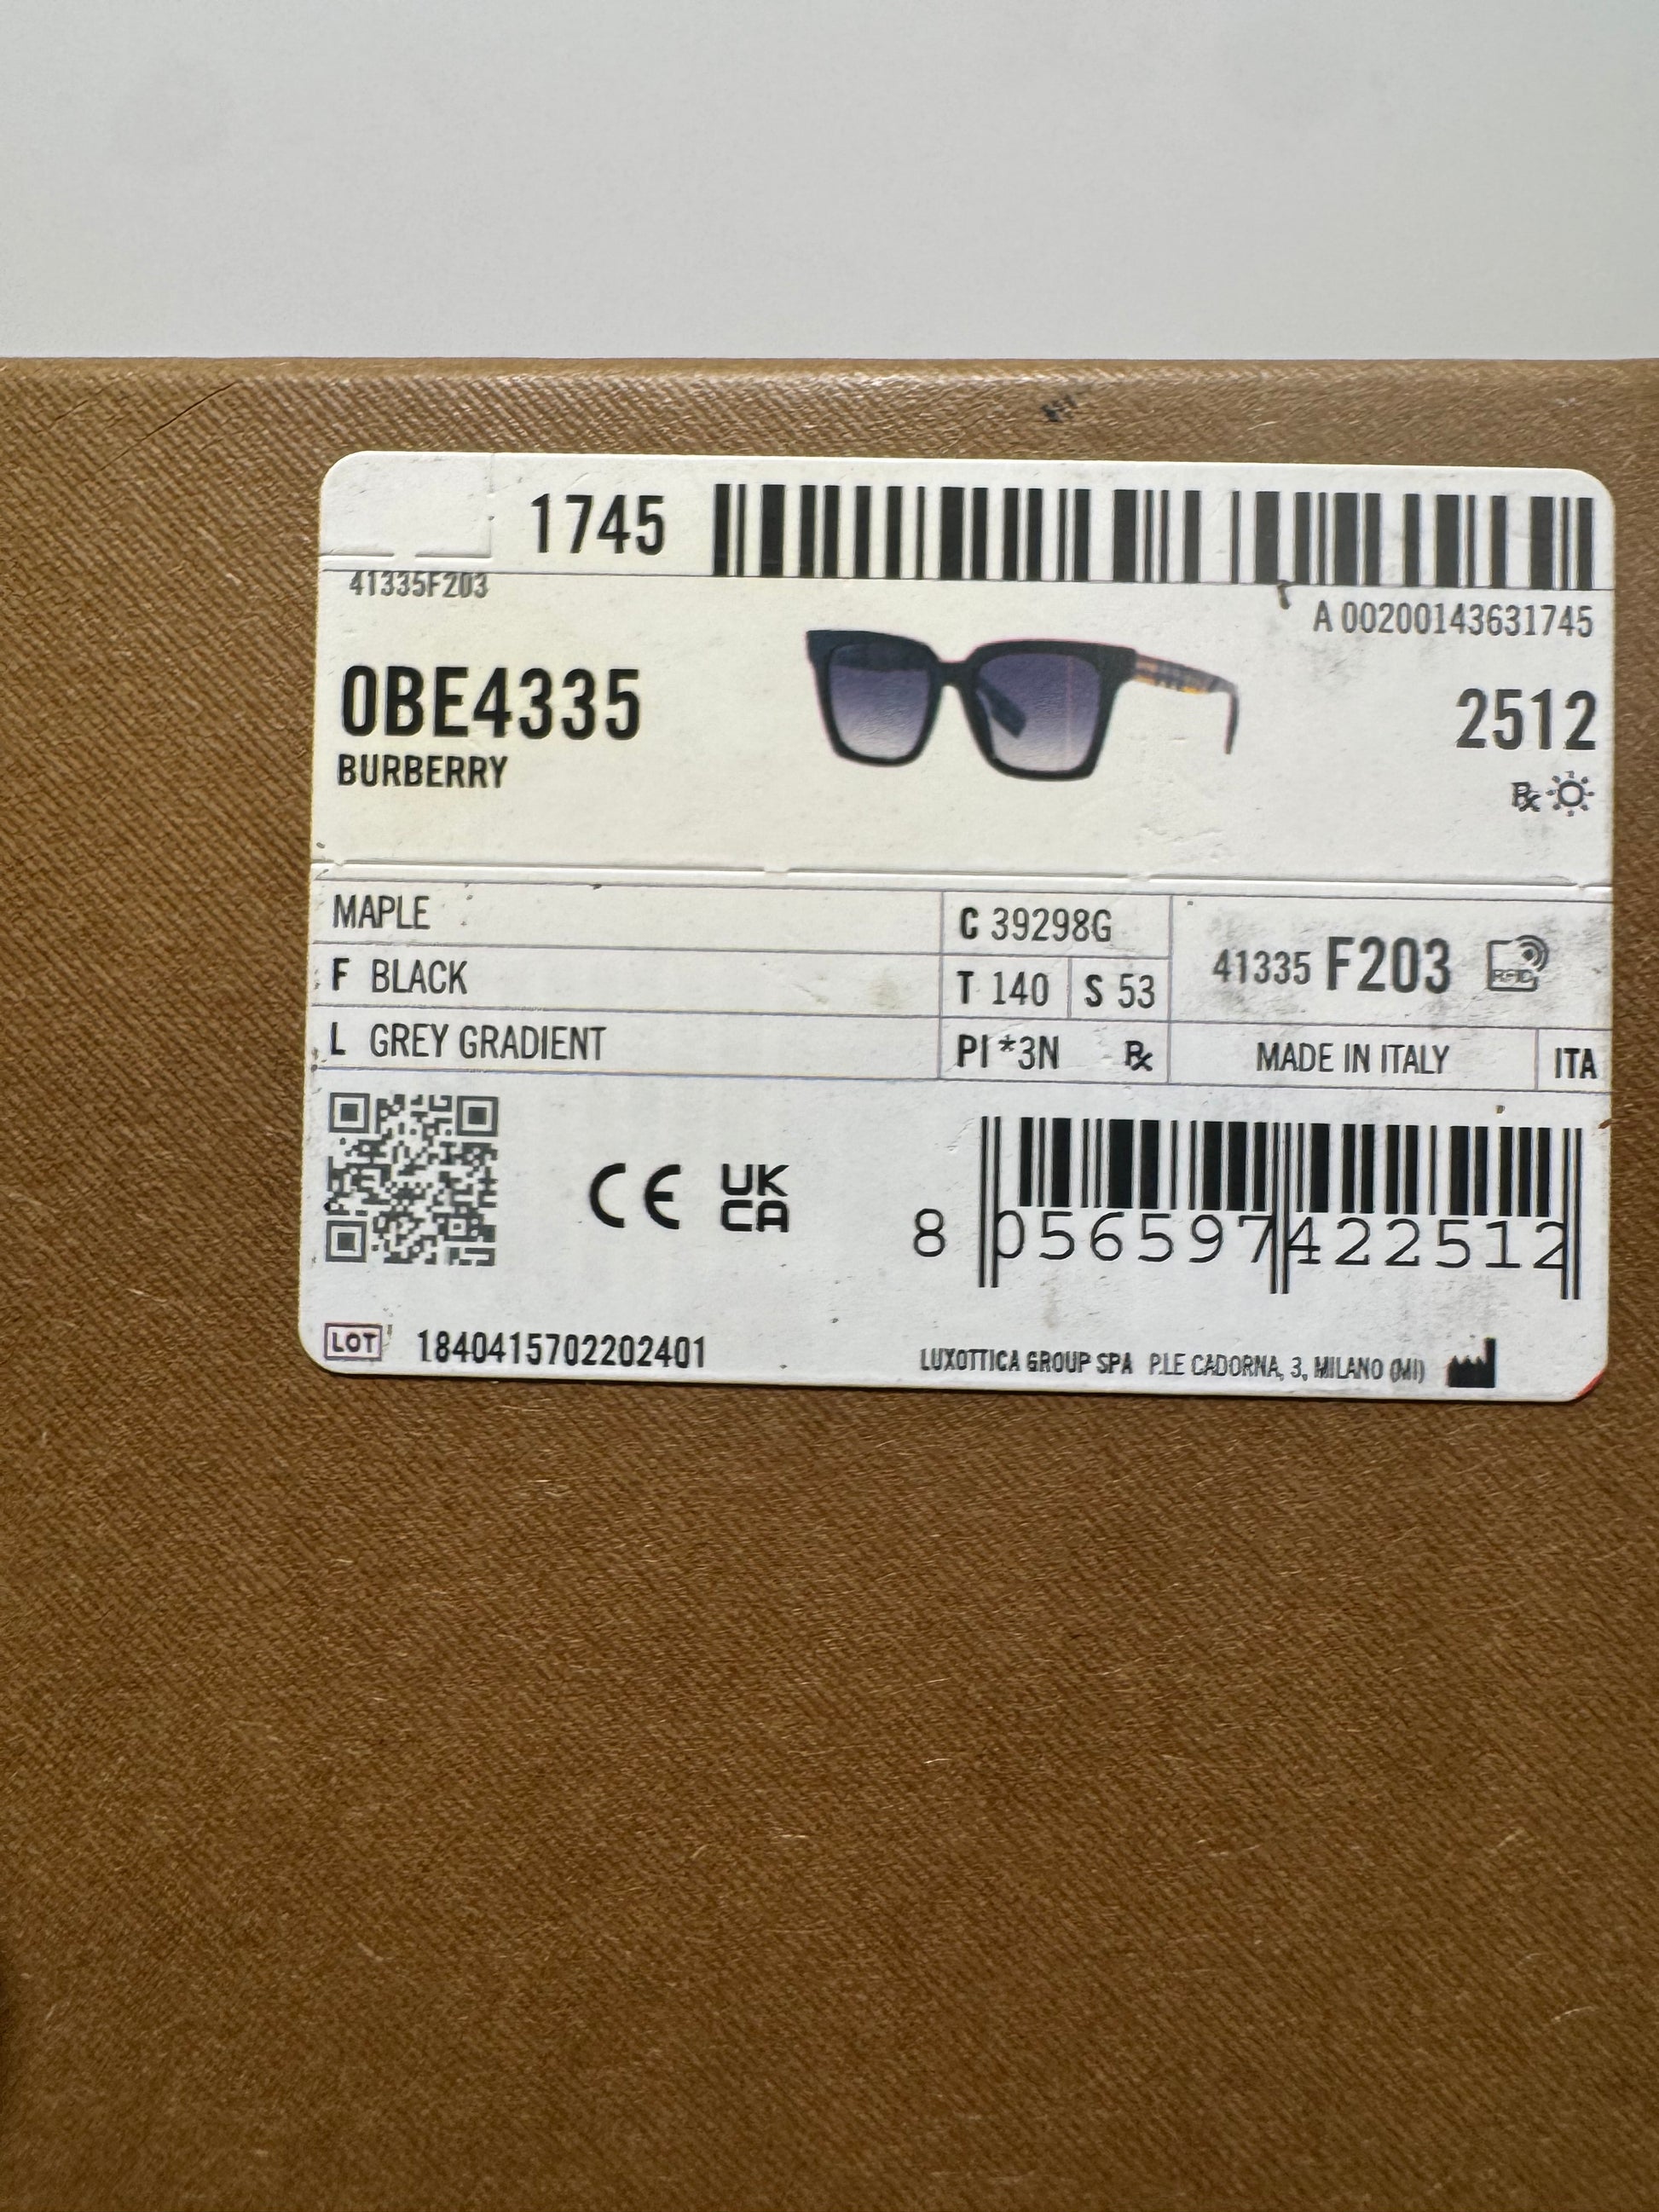 1745
41335F203
A 00200143631745
0BE4335
2512
BURBERRY
℞
MAPLE
C 39298G
F BLACK
T 140 S 53
41335 F203 RFID
L GREY GRADIENT
PI *3N ℞
MADE IN ITALY ITA
CE UK CA
8 056597 422512
LOT 1840415702202401
LUXOTTICA GROUP SPA P.LE CADORNA, 3, MILANO (MI)